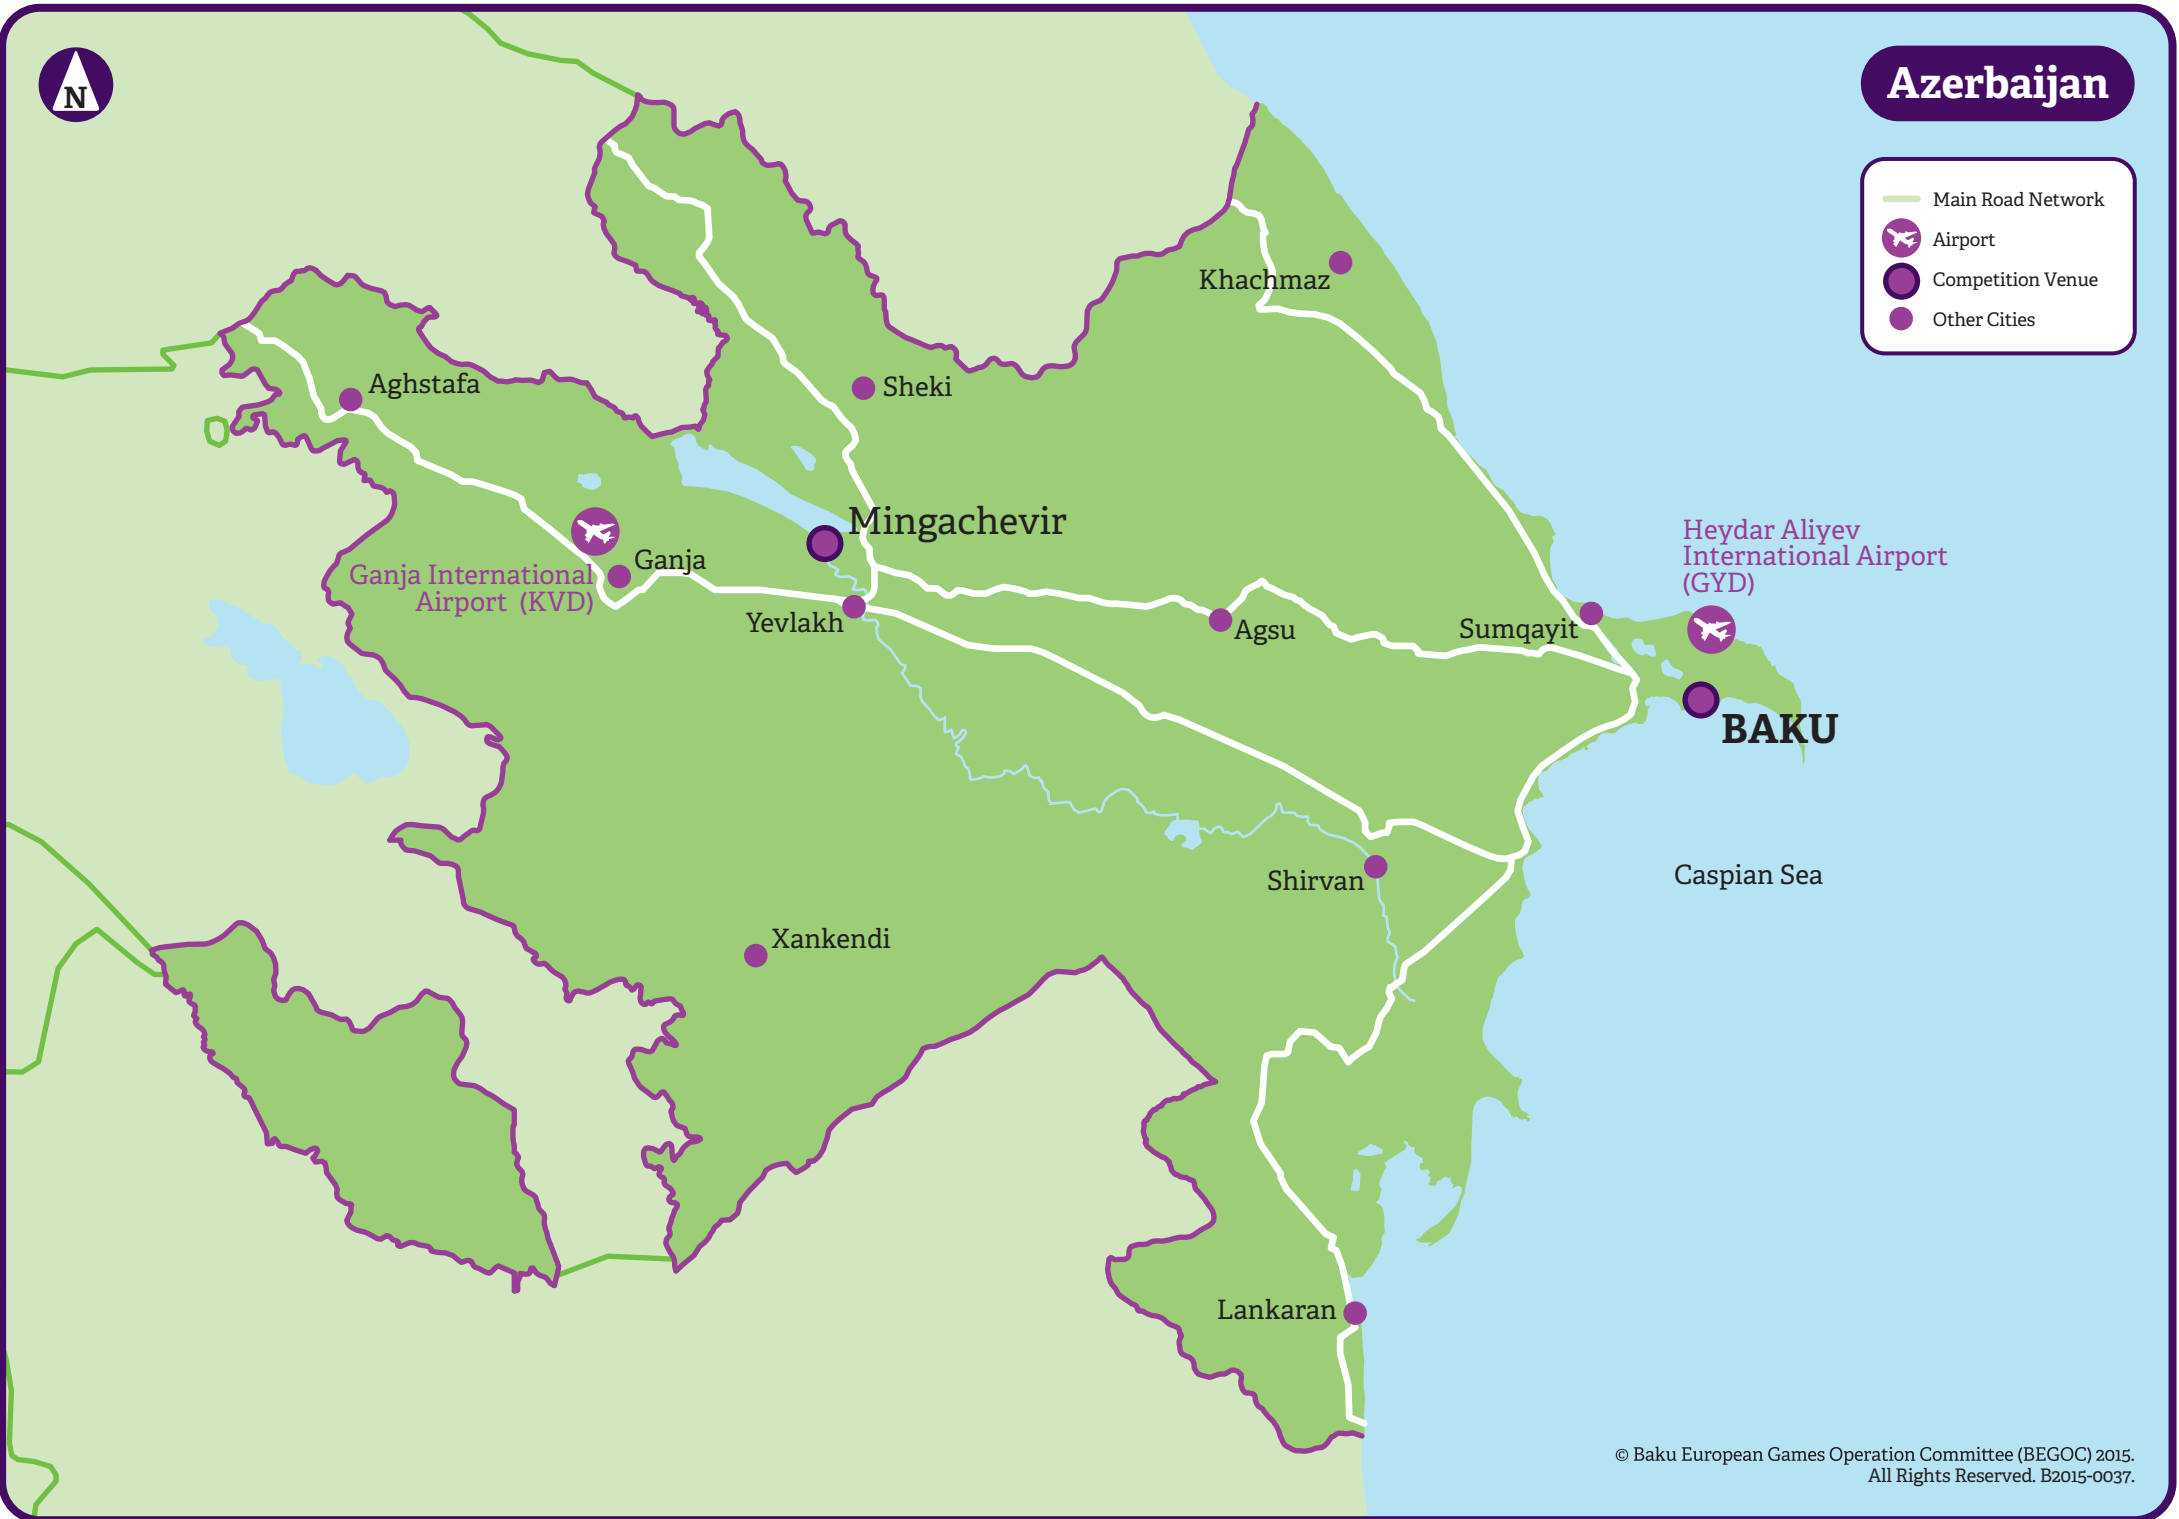 N
Azerbaijan
Main Road Network
Airport
Competition Venue
Other Cities
Khachmaz
Aghstafa
Sheki
Mingachevir
Heydar Aliyev
International Airport
(GYD)
Ganja
Ganja International
Airport (KVD)
Yevlakh
Agsu
Sumqayit
BAKU
Caspian Sea
Shirvan
Xankendi
Lankaran
© Baku European Games Operation Committee (BEGOC) 2015.
All Rights Reserved. B2015-0037.